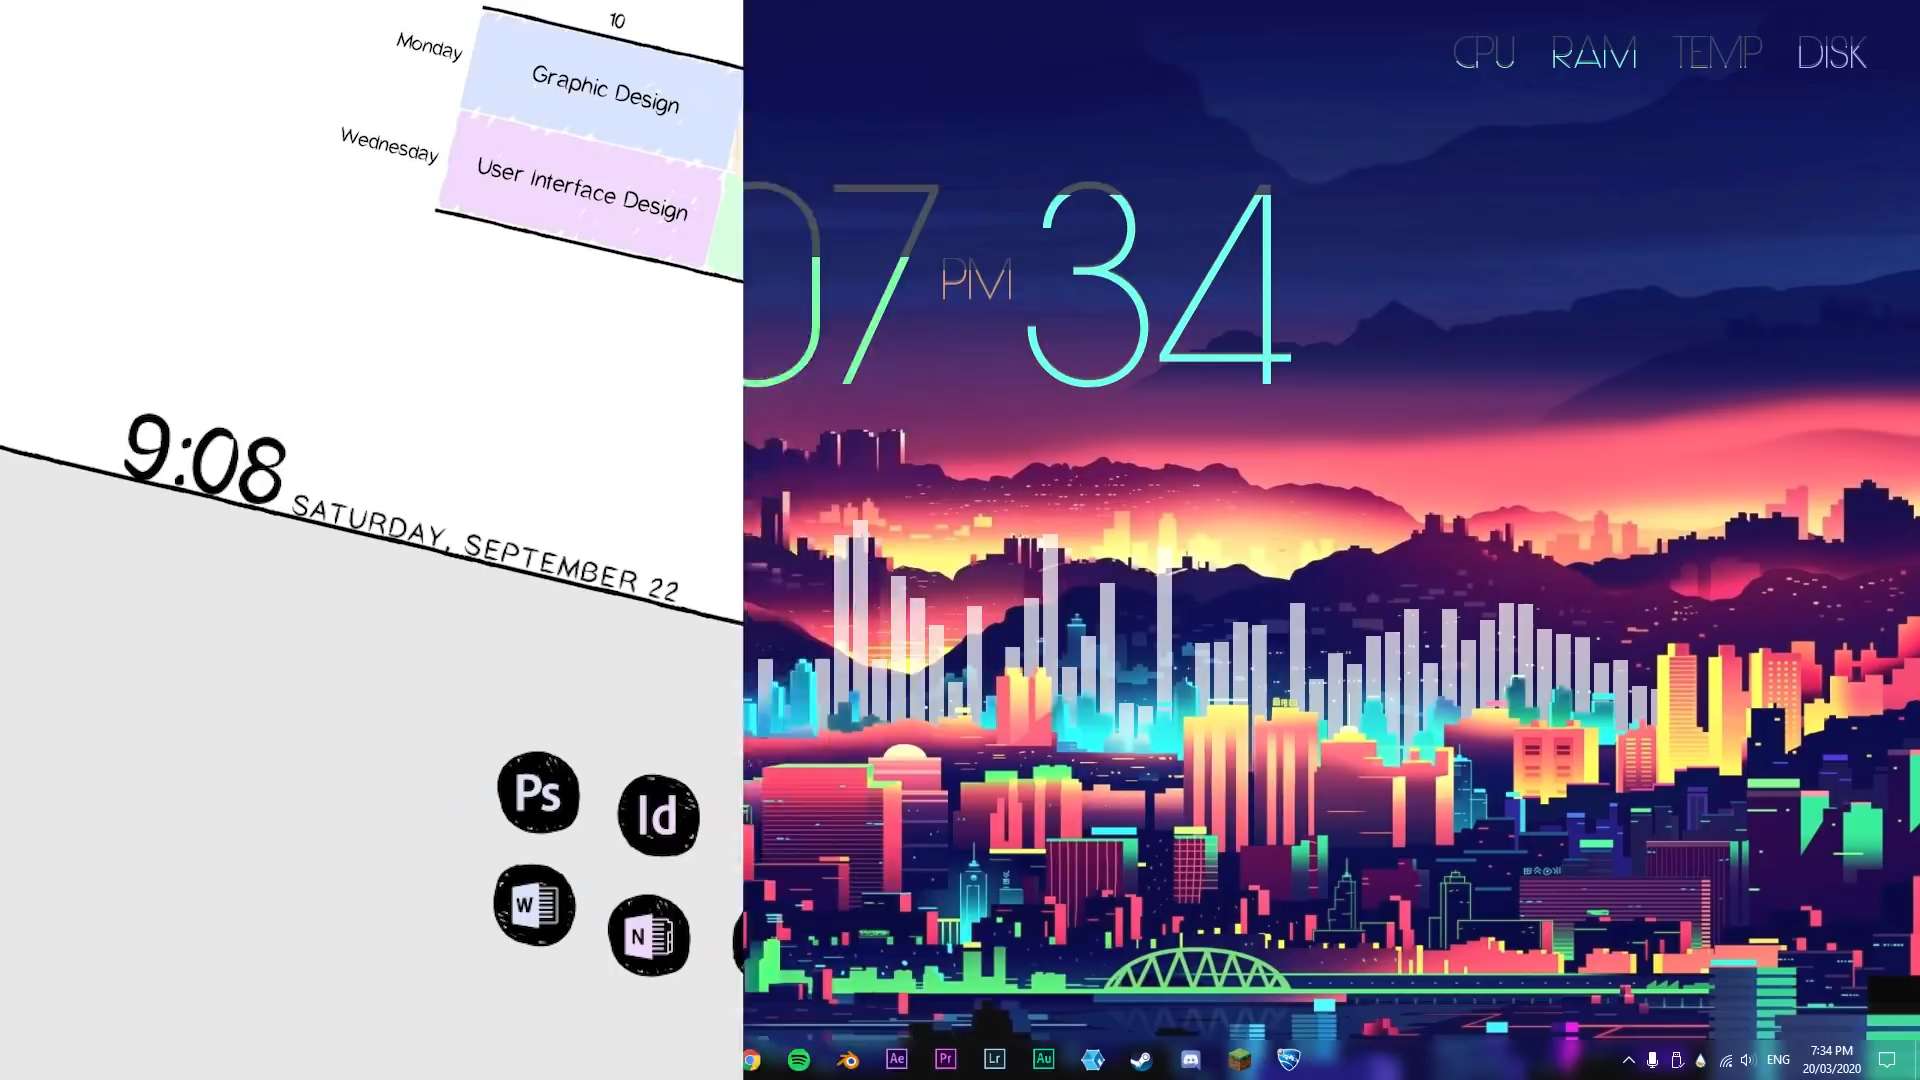 10
Monday
Graphic Design
Wednesday
User Interface Design
9:08
SATURDAY, SEPTEMBER 22
Ps
Id
W
N
CPU RAM TEMP DISK
07 PM 34
Ae Pr Lr Au
ENG
7:34 PM
20/03/2020